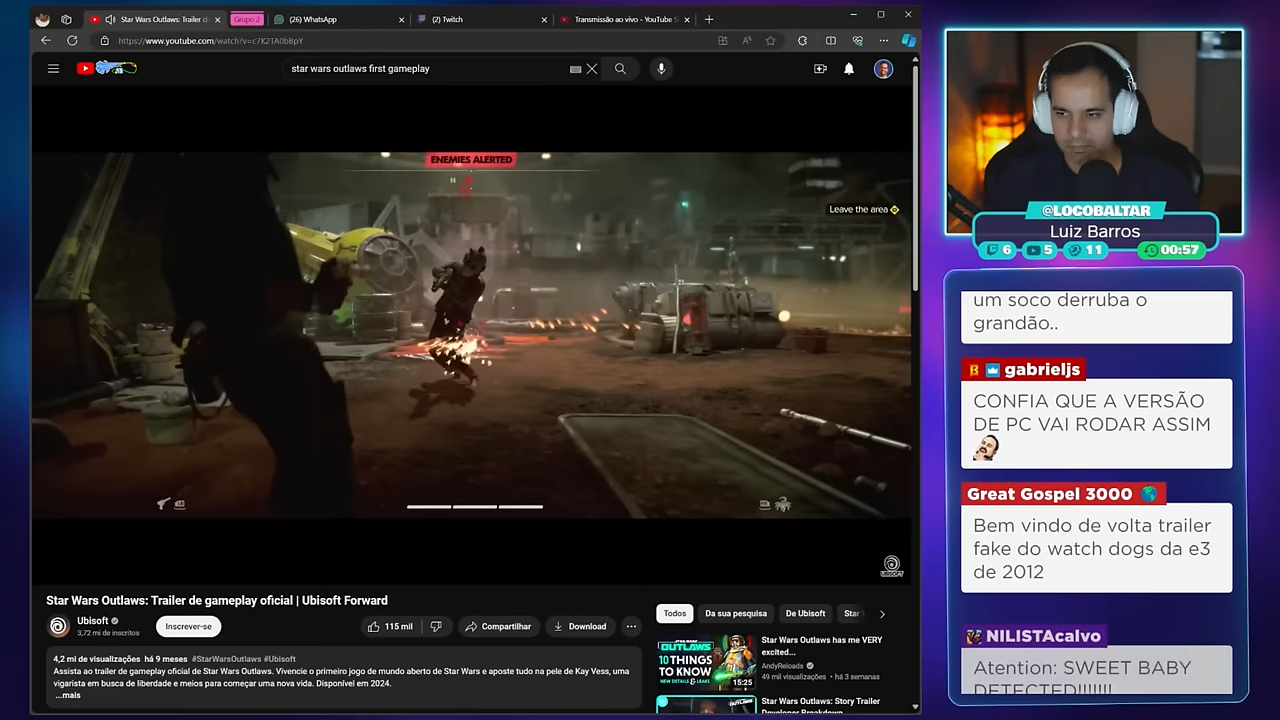 Star Wars Outlaws: Trailer de
Grupo 2
(26) WhatsApp
(2) Twitch
Transmissão ao vivo - YouTube S
https://www.youtube.com/watch?v=c7K2TA0bBpY
star wars outlaws first gameplay
ENEMIES ALERTED
N
Leave the area
UBISOFT
Star Wars Outlaws: Trailer de gameplay oficial | Ubisoft Forward
Ubisoft
3,72 mi de inscritos
Inscrever-se
115 mil
Compartilhar
Download
4,2 mi de visualizações há 9 meses #StarWarsOutlaws #Ubisoft
Assista ao trailer de gameplay oficial de Star Wars Outlaws. Vivencie o primeiro jogo de mundo aberto de Star Wars e aposte tudo na pele de Kay Vess, uma
vigarista em busca de liberdade e meios para começar uma nova vida. Disponível em 2024.
...mais
Todos
Da sua pesquisa
De Ubisoft
Star
OUTLAWS
10 THINGS
TO KNOW
NEW DETAILS & LEAKS
15:25
Star Wars Outlaws has me VERY
excited...
AndyReloads
49 mil visualizações • há 3 semanas
Star Wars Outlaws: Story Trailer
Developer Breakdown
@LOCOBALTAR
Luiz Barros
6
5
11
00:57
um soco derruba o
grandão..
gabrieljs
CONFIA QUE A VERSÃO
DE PC VAI RODAR ASSIM
Great Gospel 3000
Bem vindo de volta trailer
fake do watch dogs da e3
de 2012
NILISTAcalvo
Atention: SWEET BABY
DETECTED!!!!!!!